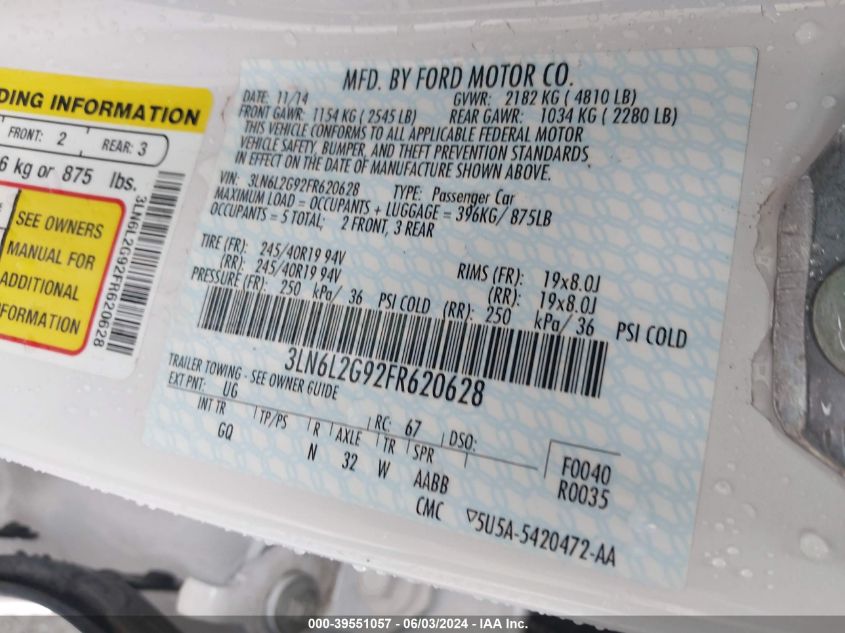 DING INFORMATION
FRONT: 2
REAR: 3
6 kg or 875 lbs.
SEE OWNERS
MANUAL FOR
ADDITIONAL
INFORMATION
3LN6L2G92FR620628
MFD. BY FORD MOTOR CO.
DATE: 11/14 GVWR: 2182 KG ( 4810 LB)
FRONT GAWR: 1154 KG ( 2545 LB) REAR GAWR: 1034 KG ( 2280 LB)
THIS VEHICLE CONFORMS TO ALL APPLICABLE FEDERAL MOTOR
VEHICLE SAFETY, BUMPER, AND THEFT PREVENTION STANDARDS
IN EFFECT ON THE DATE OF MANUFACTURE SHOWN ABOVE.
VIN: 3LN6L2G92FR620628 TYPE: Passenger Car
MAXIMUM LOAD = OCCUPANTS + LUGGAGE = 396KG/ 875LB
OCCUPANTS = 5 TOTAL; 2 FRONT, 3 REAR
TIRE (FR): 245/40R19 94V RIMS (FR): 19x8.0J
(RR): 245/40R19 94V (RR): 19x8.0J
PRESSURE (FR): 250 kPa/ 36 PSI COLD (RR): 250 kPa/ 36 PSI COLD
3LN6L2G92FR620628
TRAILER TOWING - SEE OWNER GUIDE
EXT PNT: UG RC: 67 DSO:
INT TR TP/PS R AXLE TR SPR F0040
GQ N 32 W AABB R0035
CMC ▽5U5A-5420472-AA
000-39551057 - 06/03/2024 - IAA Inc.